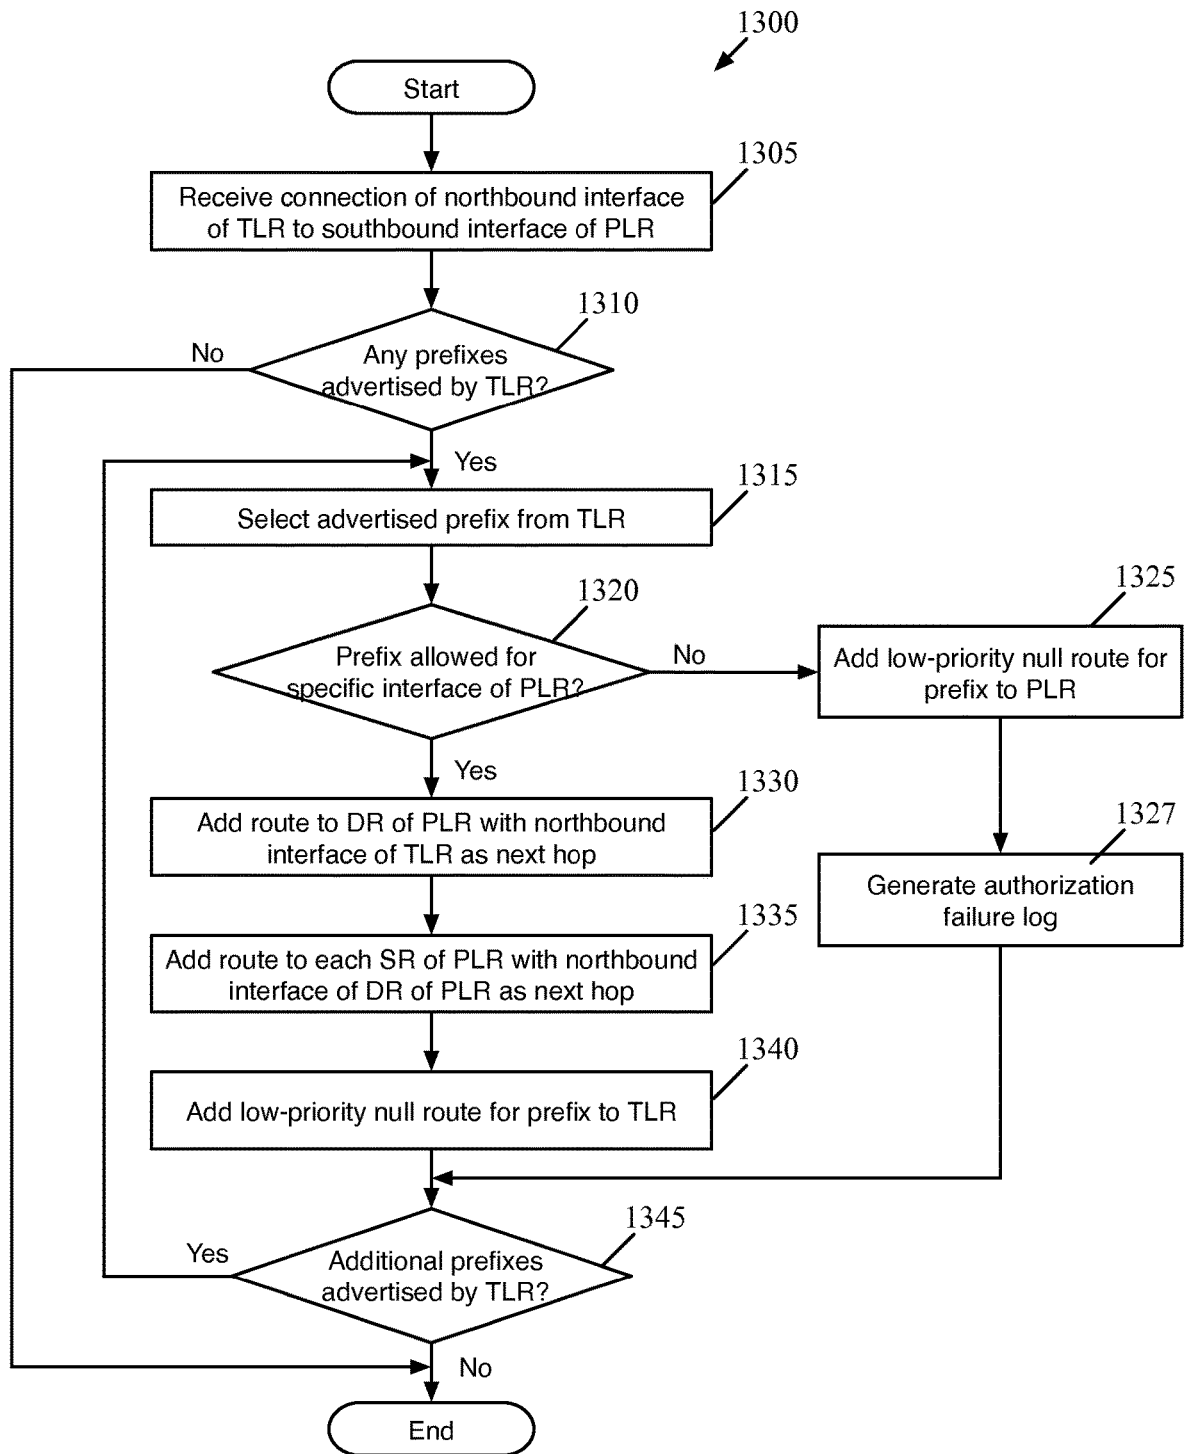 1300
Start
1305
Receive connection of northbound interface
of TLR to southbound interface of PLR
1310
No
Any prefixes
advertised by TLR?
Yes
1315
Select advertised prefix from TLR
1320
1325
Prefix allowed for
specific interface of PLR?
No
Add low-priority null route for
prefix to PLR
Yes
1330
Add route to DR of PLR with northbound
interface of TLR as next hop
1327
Generate authorization
failure log
1335
Add route to each SR of PLR with northbound
interface of DR of PLR as next hop
1340
Add low-priority null route for prefix to TLR
1345
Yes
Additional prefixes
advertised by TLR?
No
End